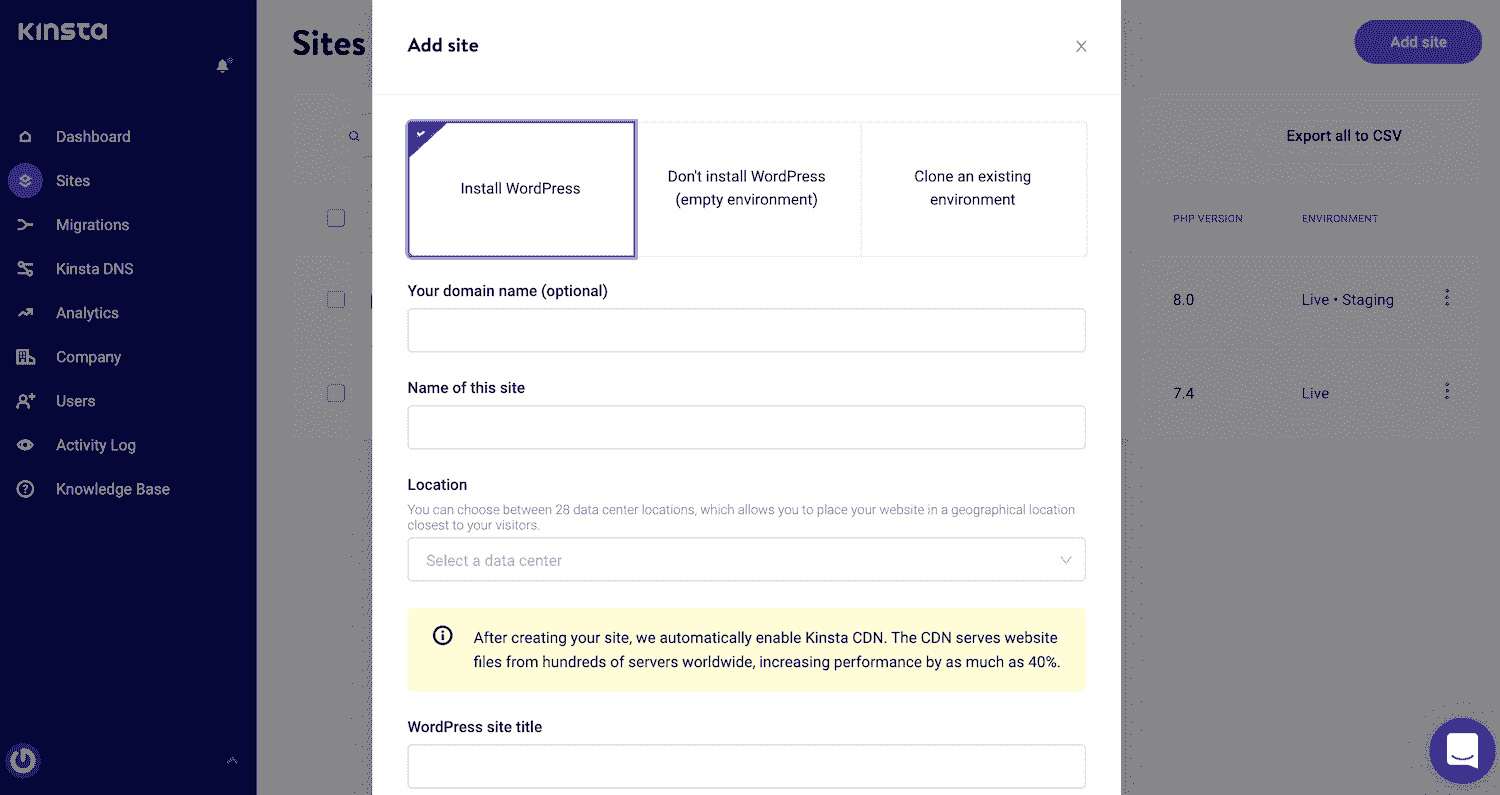 Kinsta
Dashboard
Sites
Migrations
Kinsta DNS
Analytics
Company
Users
Activity Log
Knowledge Base
Sites
Add site
Export all to CSV
PHP VERSION
ENVIRONMENT
8.0
Live • Staging
7.4
Live
Add site
Install WordPress
Don't install WordPress
(empty environment)
Clone an existing
environment
Your domain name (optional)
Name of this site
Location
You can choose between 28 data center locations, which allows you to place your website in a geographical location
closest to your visitors.
Select a data center
After creating your site, we automatically enable Kinsta CDN. The CDN serves website
files from hundreds of servers worldwide, increasing performance by as much as 40%.
WordPress site title